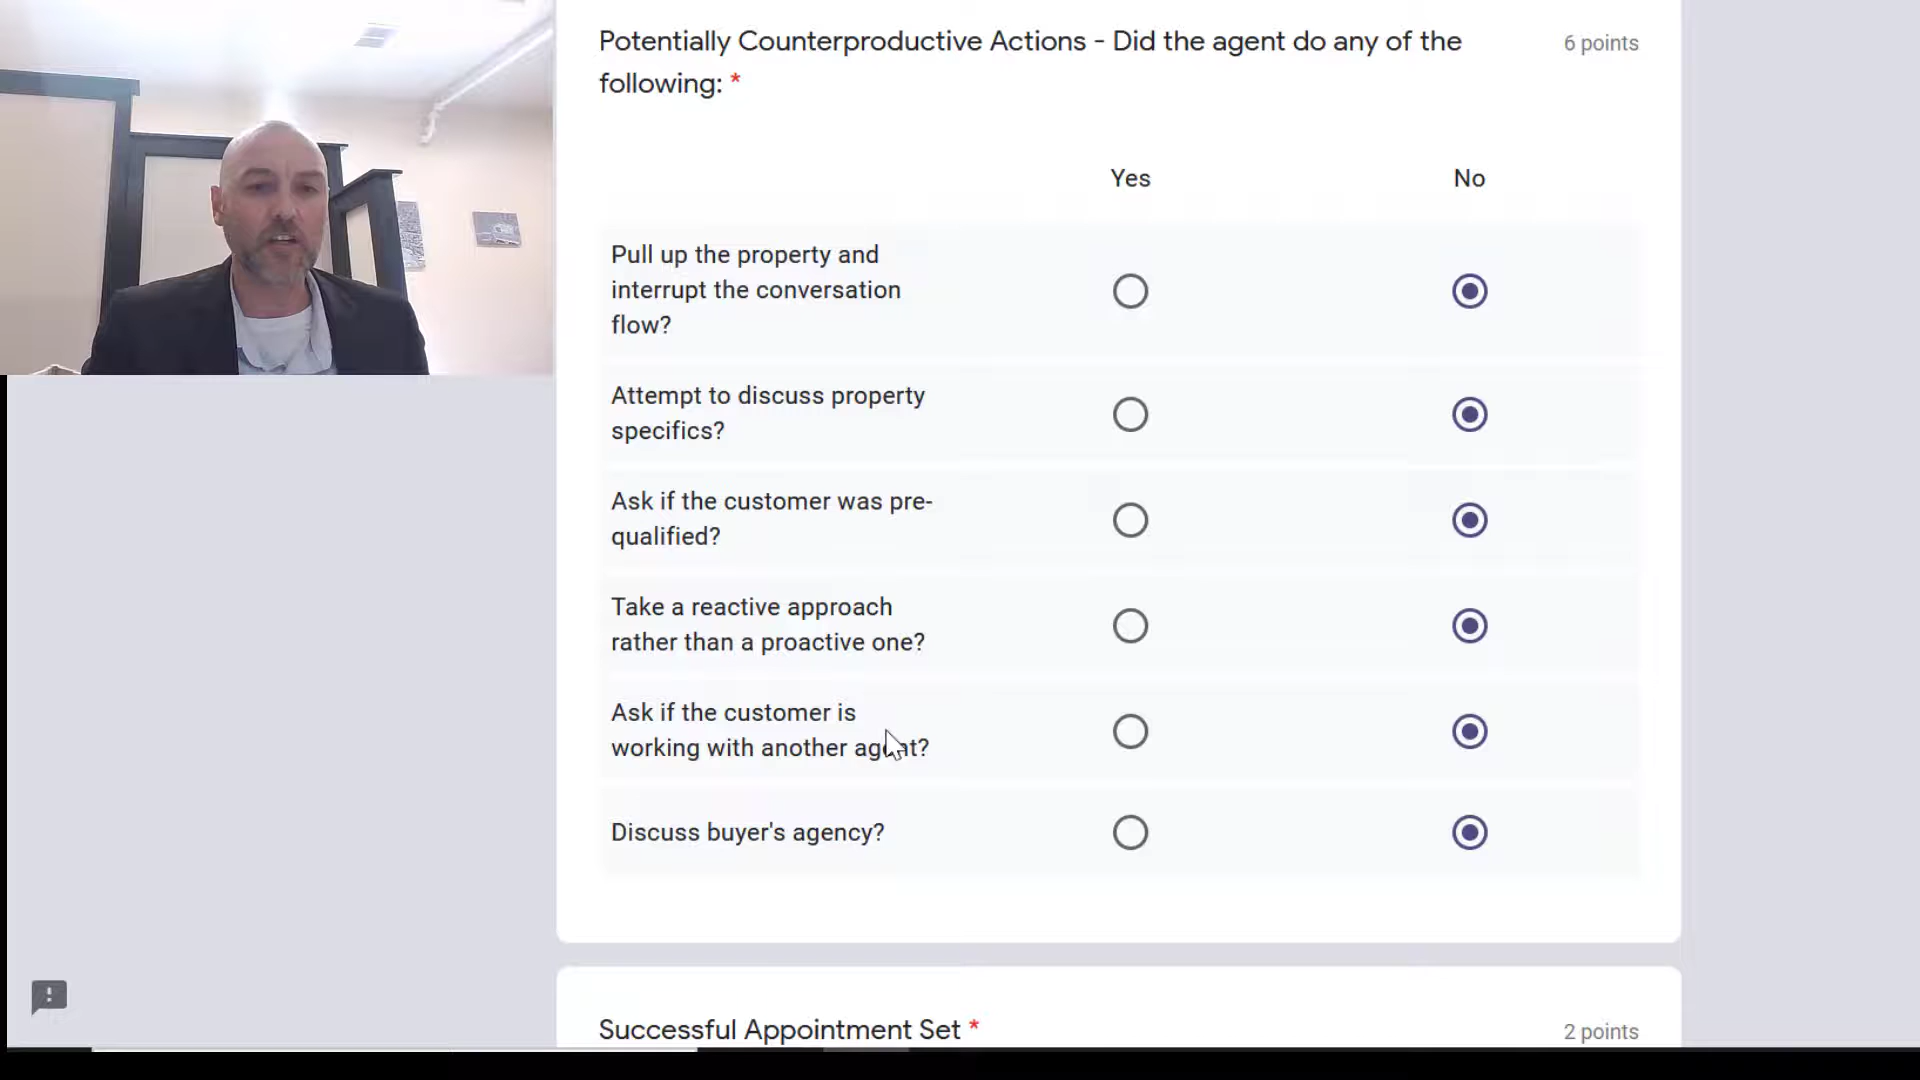 Potentially Counterproductive Actions - Did the agent do any of the
following: *
6 points
Yes
No
Pull up the property and
interrupt the conversation
flow?
Attempt to discuss property
specifics?
Ask if the customer was pre-
qualified?
Take a reactive approach
rather than a proactive one?
Ask if the customer is
working with another agent?
Discuss buyer's agency?
Successful Appointment Set *
2 points